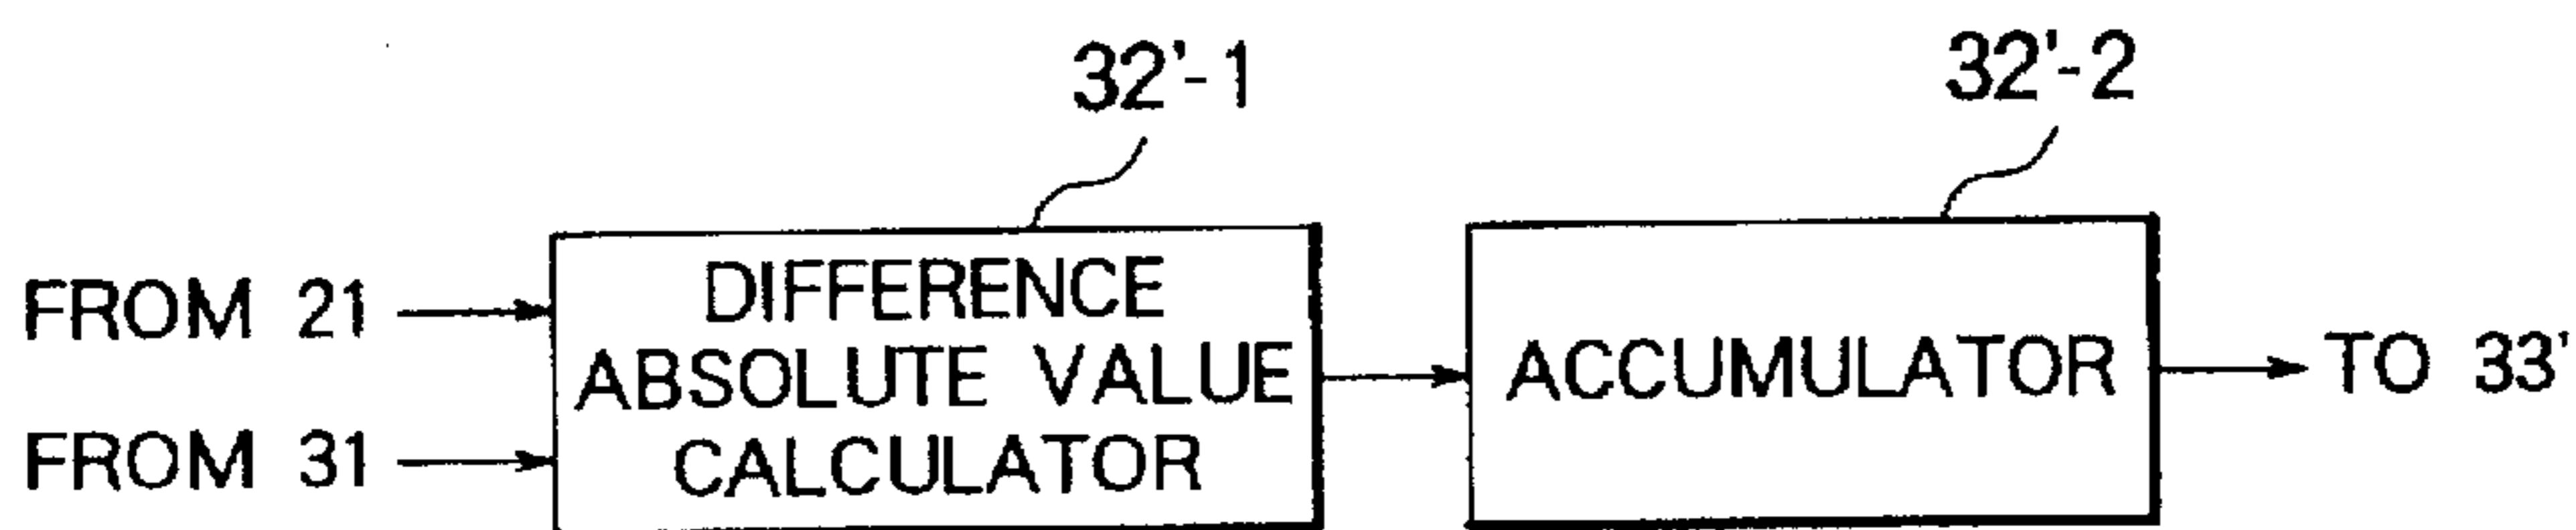 32'-1
32'-2
FROM 21
FROM 31
DIFFERENCE
ABSOLUTE VALUE
CALCULATOR
ACCUMULATOR
TO 33'